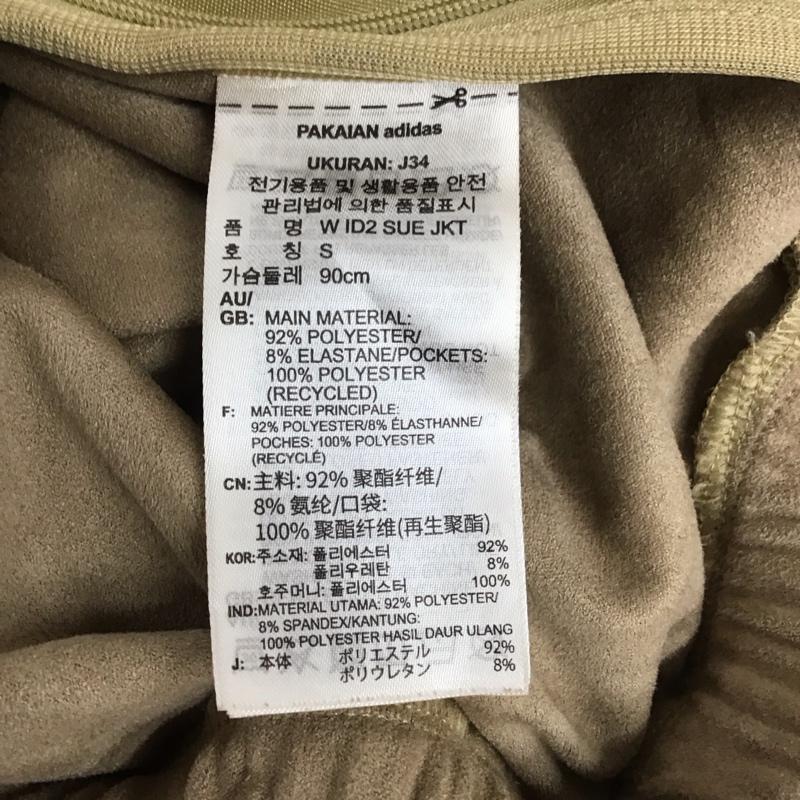 PAKAIAN adidas
UKURAN: J34
전기용품 및 생활용품 안전
관리법에 의한 품질표시
품 명 W ID2 SUE JKT
호 칭 S
가슴둘레 90cm
AU/
GB: MAIN MATERIAL:
92% POLYESTER/
8% ELASTANE/POCKETS:
100% POLYESTER
(RECYCLED)
F: MATIERE PRINCIPALE:
92% POLYESTER/8% ÉLASTHANNE/
POCHES: 100% POLYESTER
(RECYCLÉ)
CN: 主料: 92% 聚酯纤维/
8% 氨纶/口袋:
100% 聚酯纤维(再生聚酯)
KOR: 주소재: 폴리에스터 92%
폴리우레탄 8%
호주머니: 폴리에스터 100%
IND: MATERIAL UTAMA: 92% POLYESTER/
8% SPANDEX/KANTUNG:
100% POLYESTER HASIL DAUR ULANG
J: 本体 ポリエステル 92%
ポリウレタン 8%